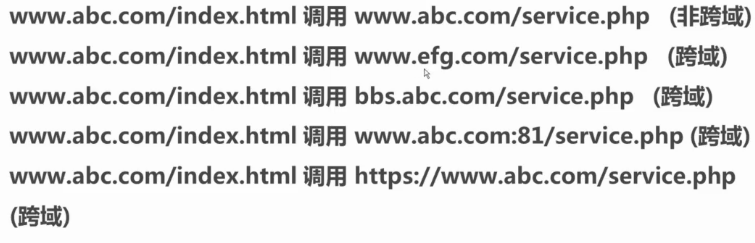 www.abc.com/index.html 调用 www.abc.com/service.php (非跨域)
www.abc.com/index.html 调用 www.efg.com/service.php (跨域)
www.abc.com/index.html 调用 bbs.abc.com/service.php (跨域)
www.abc.com/index.html 调用 www.abc.com:81/service.php (跨域)
www.abc.com/index.html 调用 https://www.abc.com/service.php
(跨域)